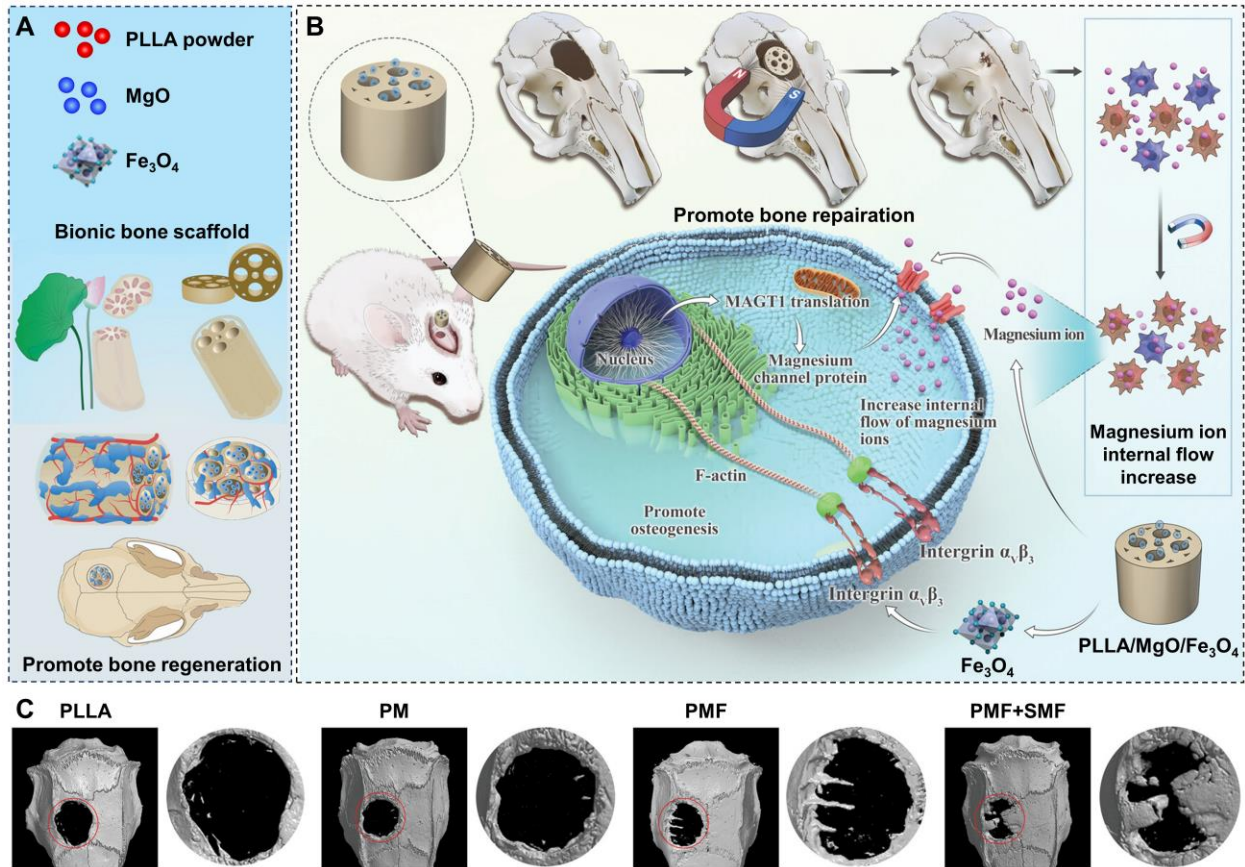 A
PLLA powder
MgO
Fe₃O₄
Bionic bone scaffold
Promote bone regeneration
B
N
S
Promote bone repairation
Nucleus
MAGT1 translation
Magnesium
channel protein
Increase internal
flow of magnesium
ions
F-actin
Promote
osteogenesis
Intergrin αᵥβ₃
Intergrin αᵥβ₃
Magnesium ion
Magnesium ion
internal flow
increase
Fe₃O₄
PLLA/MgO/Fe₃O₄
C
PLLA
PM
PMF
PMF+SMF